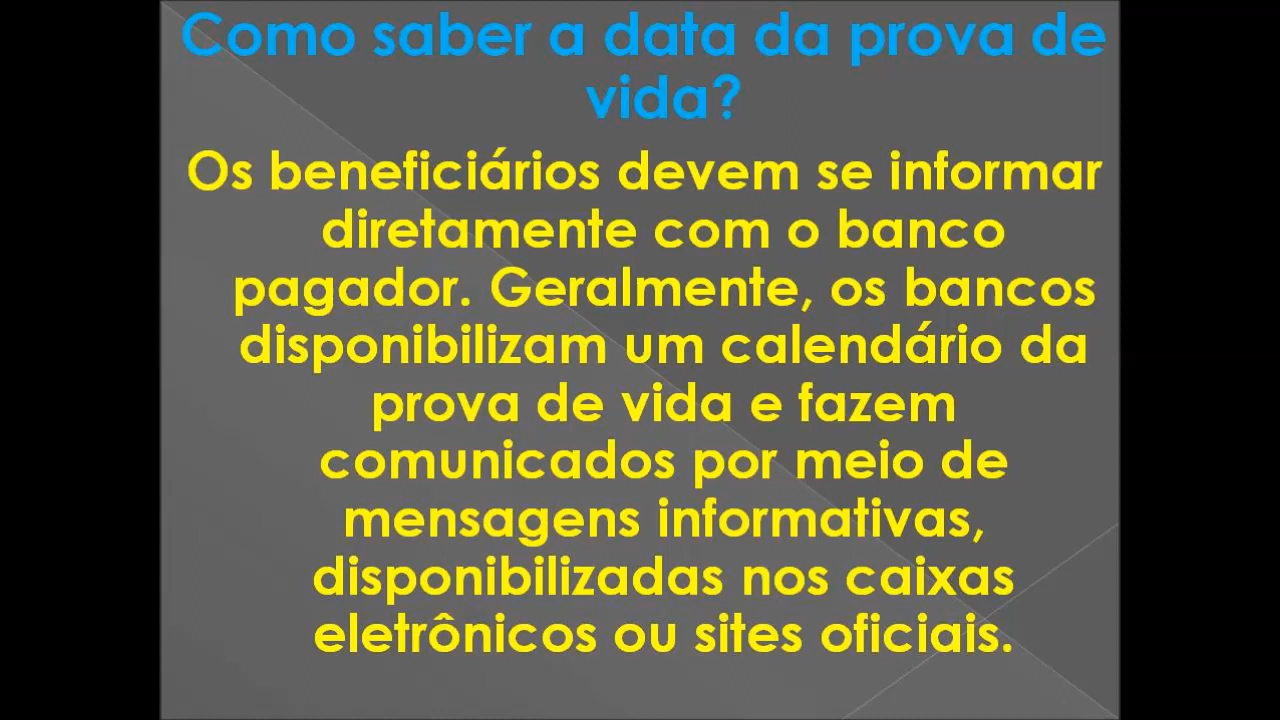 Como saber a data da prova de
vida?
Os beneficiários devem se informar
diretamente com o banco
pagador. Geralmente, os bancos
disponibilizam um calendário da
prova de vida e fazem
comunicados por meio de
mensagens informativas,
disponibilizadas nos caixas
eletrônicos ou sites oficiais.